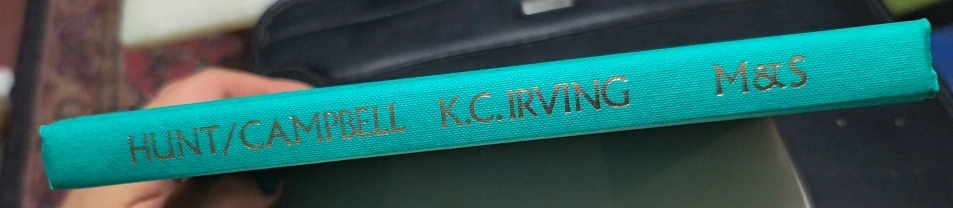 HUNT/CAMPBELL K.C. IRVING M&S